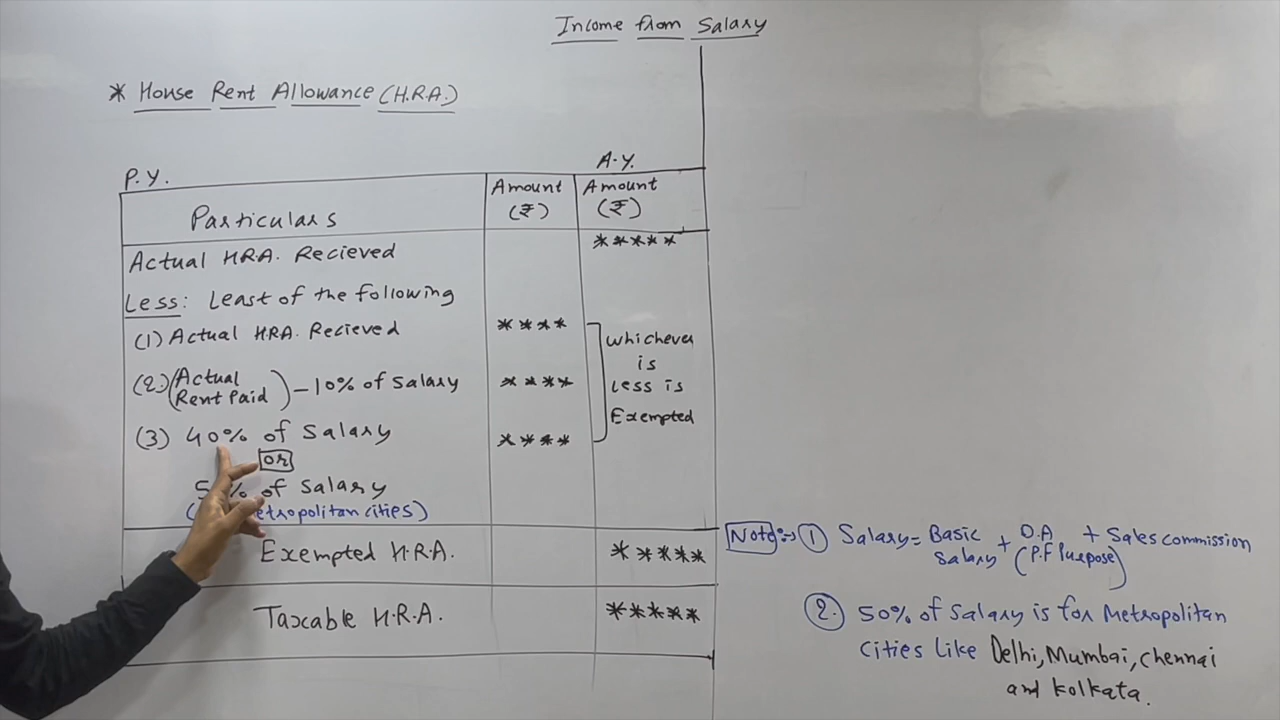 Income from Salary
* House Rent Allowance (H.R.A.)
P.Y.
A.Y.
Particulars
Amount (₹)
Amount (₹)
Actual H.R.A. Recieved
*****
Less: Least of the following
(1) Actual H.R.A. Recieved
****
(2) (Actual Rent Paid) - 10% of Salary
****
(3) 40% of Salary
****
whichever
is
less is
Exempted
OR
% of Salary
etropolitan cities)
Exempted H.R.A.
*****
Taxcable H.R.A.
*****
Note:- ① Salary = Basic Salary + D.A (P.F Purpose) + Sales commission
② 50% of Salary is for Metropolitan
cities like Delhi, Mumbai, Chennai
and Kolkata.